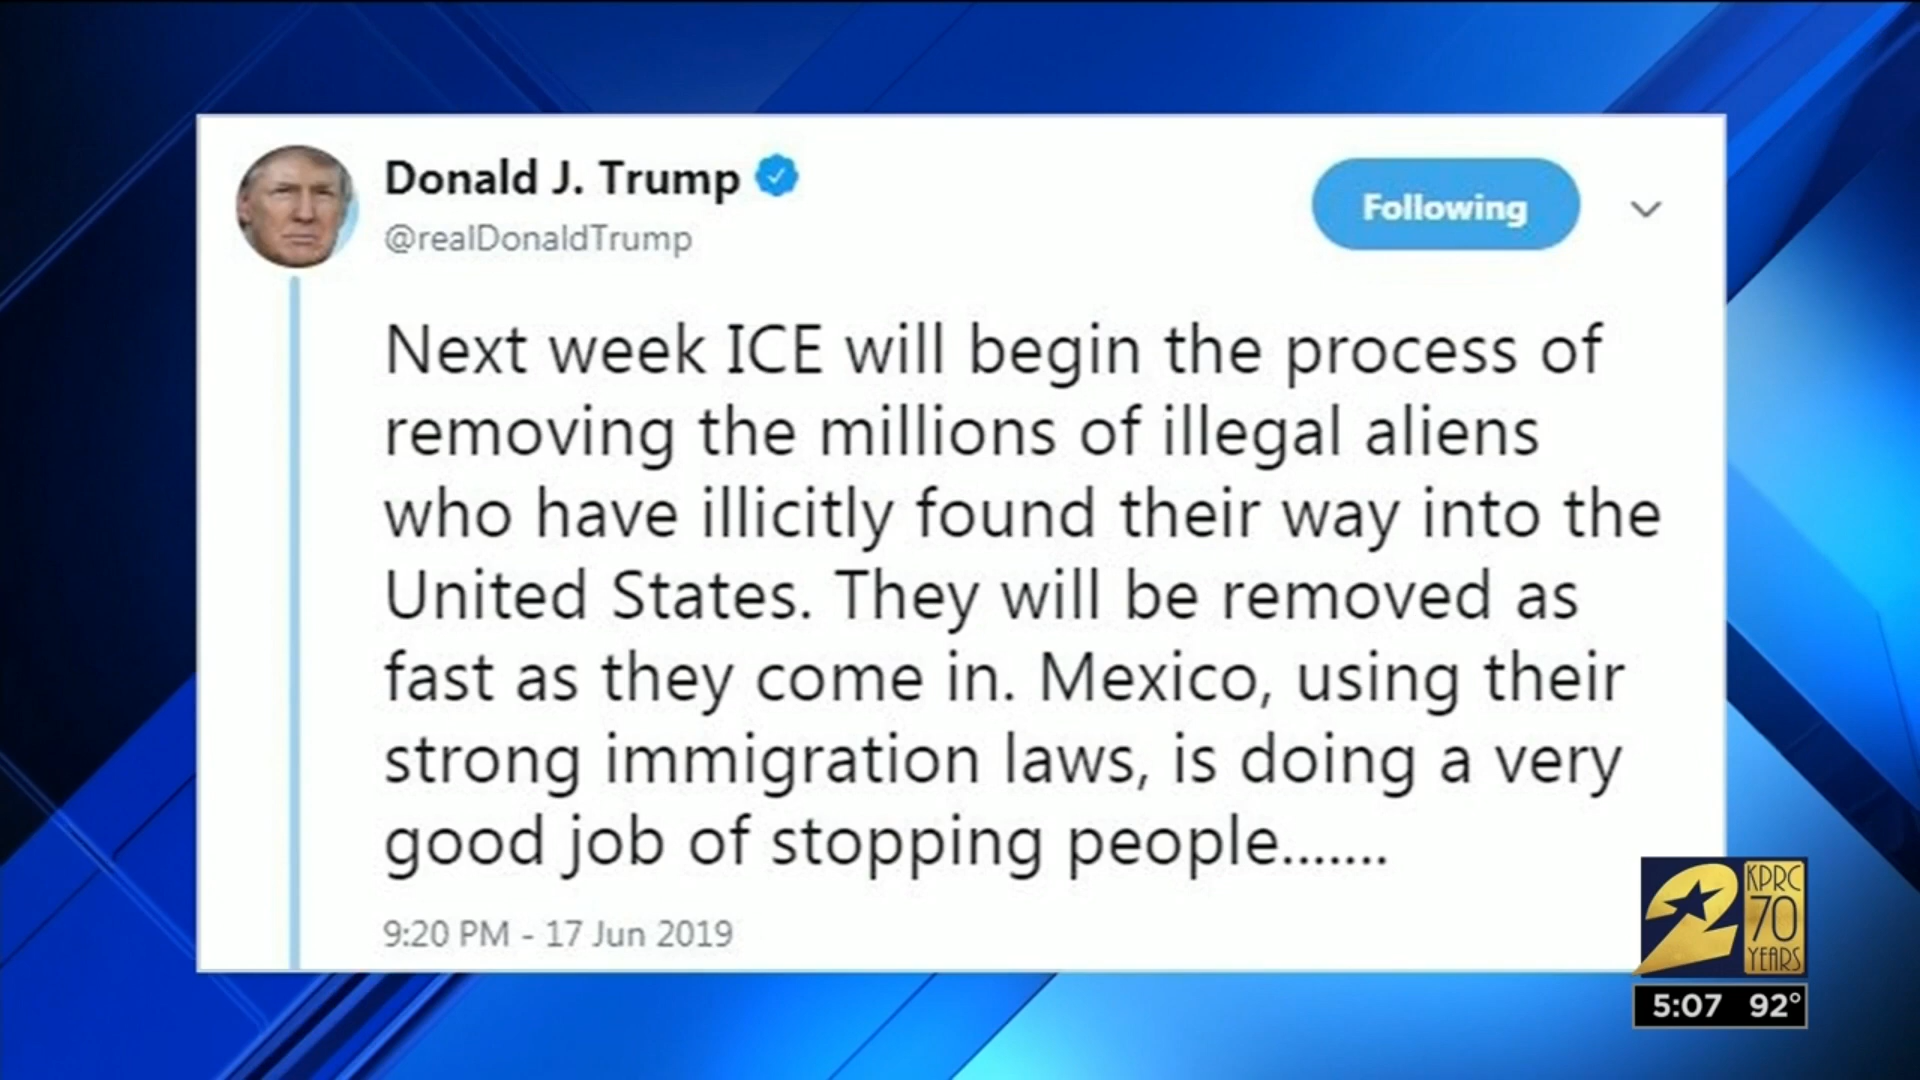 Donald J. Trump
@realDonaldTrump
Following
Next week ICE will begin the process of
removing the millions of illegal aliens
who have illicitly found their way into the
United States. They will be removed as
fast as they come in. Mexico, using their
strong immigration laws, is doing a very
good job of stopping people.......
9:20 PM - 17 Jun 2019
2
KPRC
70
YEARS
5:07 92°